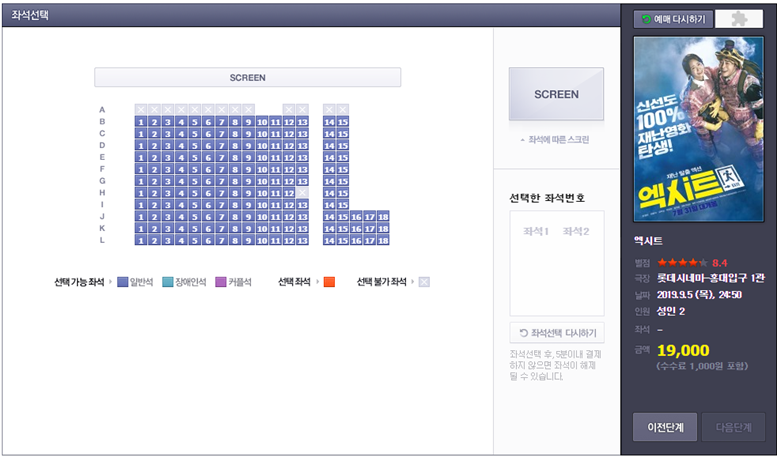 좌석선택
예매 다시하기
SCREEN
A
B 1 2 3 4 5 6 7 8 9 10 11 12 13 14 15
C 1 2 3 4 5 6 7 8 9 10 11 12 13 14 15
D 1 2 3 4 5 6 7 8 9 10 11 12 13 14 15
E 1 2 3 4 5 6 7 8 9 10 11 12 13 14 15
F 1 2 3 4 5 6 7 8 9 10 11 12 13 14 15
G 1 2 3 4 5 6 7 8 9 10 11 12 13 14 15
H 1 2 3 4 5 6 7 8 9 10 11 12 14 15
I 1 2 3 4 5 6 7 8 9 10 11 12 13 14 15
J 1 2 3 4 5 6 7 8 9 10 11 12 13 14 15 16 17 18
K 1 2 3 4 5 6 7 8 9 10 11 12 13 14 15 16 17 18
L 1 2 3 4 5 6 7 8 9 10 11 12 13 14 15 16 17 18
선택 가능 좌석 일반석 장애인석 커플석 선택 좌석 선택 불가 좌석
SCREEN
좌석에 따른 스크린
선택한 좌석번호
좌석1 좌석2
좌석선택 다시하기
좌석선택 후, 5분이내 결제
하지 않으면 좌석이 해제
될 수 있습니다.
신선도
100%
재난영화
탄생!
재난 탈출 액션
엑시트
7월 31일 대개봉
엑시트
별점 8.4
극장 롯데시네마-홍대입구 1관
날짜 2019.9.5 (목), 24:50
인원 성인 2
좌석 -
금액 19,000
(수수료 1,000원 포함)
이전단계 다음단계